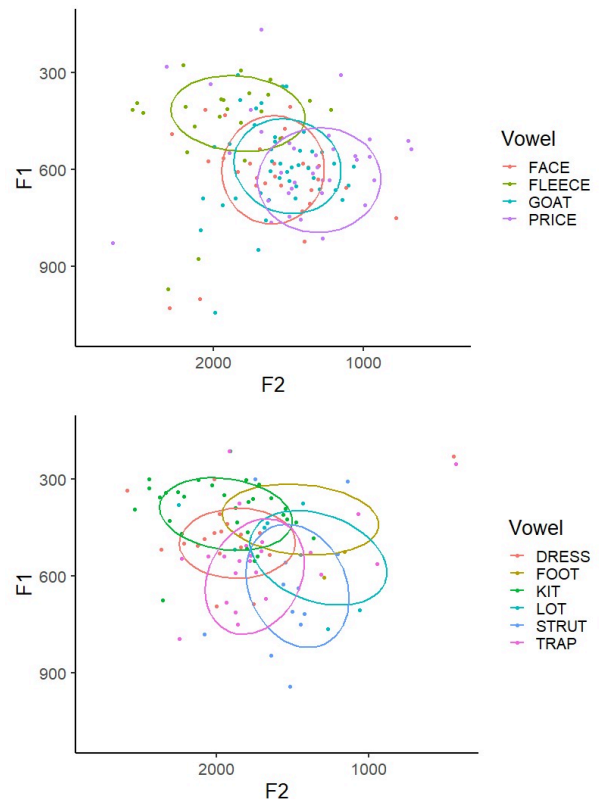 300
600
900
F1
2000
1000
F2
Vowel
FACE
FLEECE
GOAT
PRICE
300
600
900
F1
2000
1000
F2
Vowel
DRESS
FOOT
KIT
LOT
STRUT
TRAP